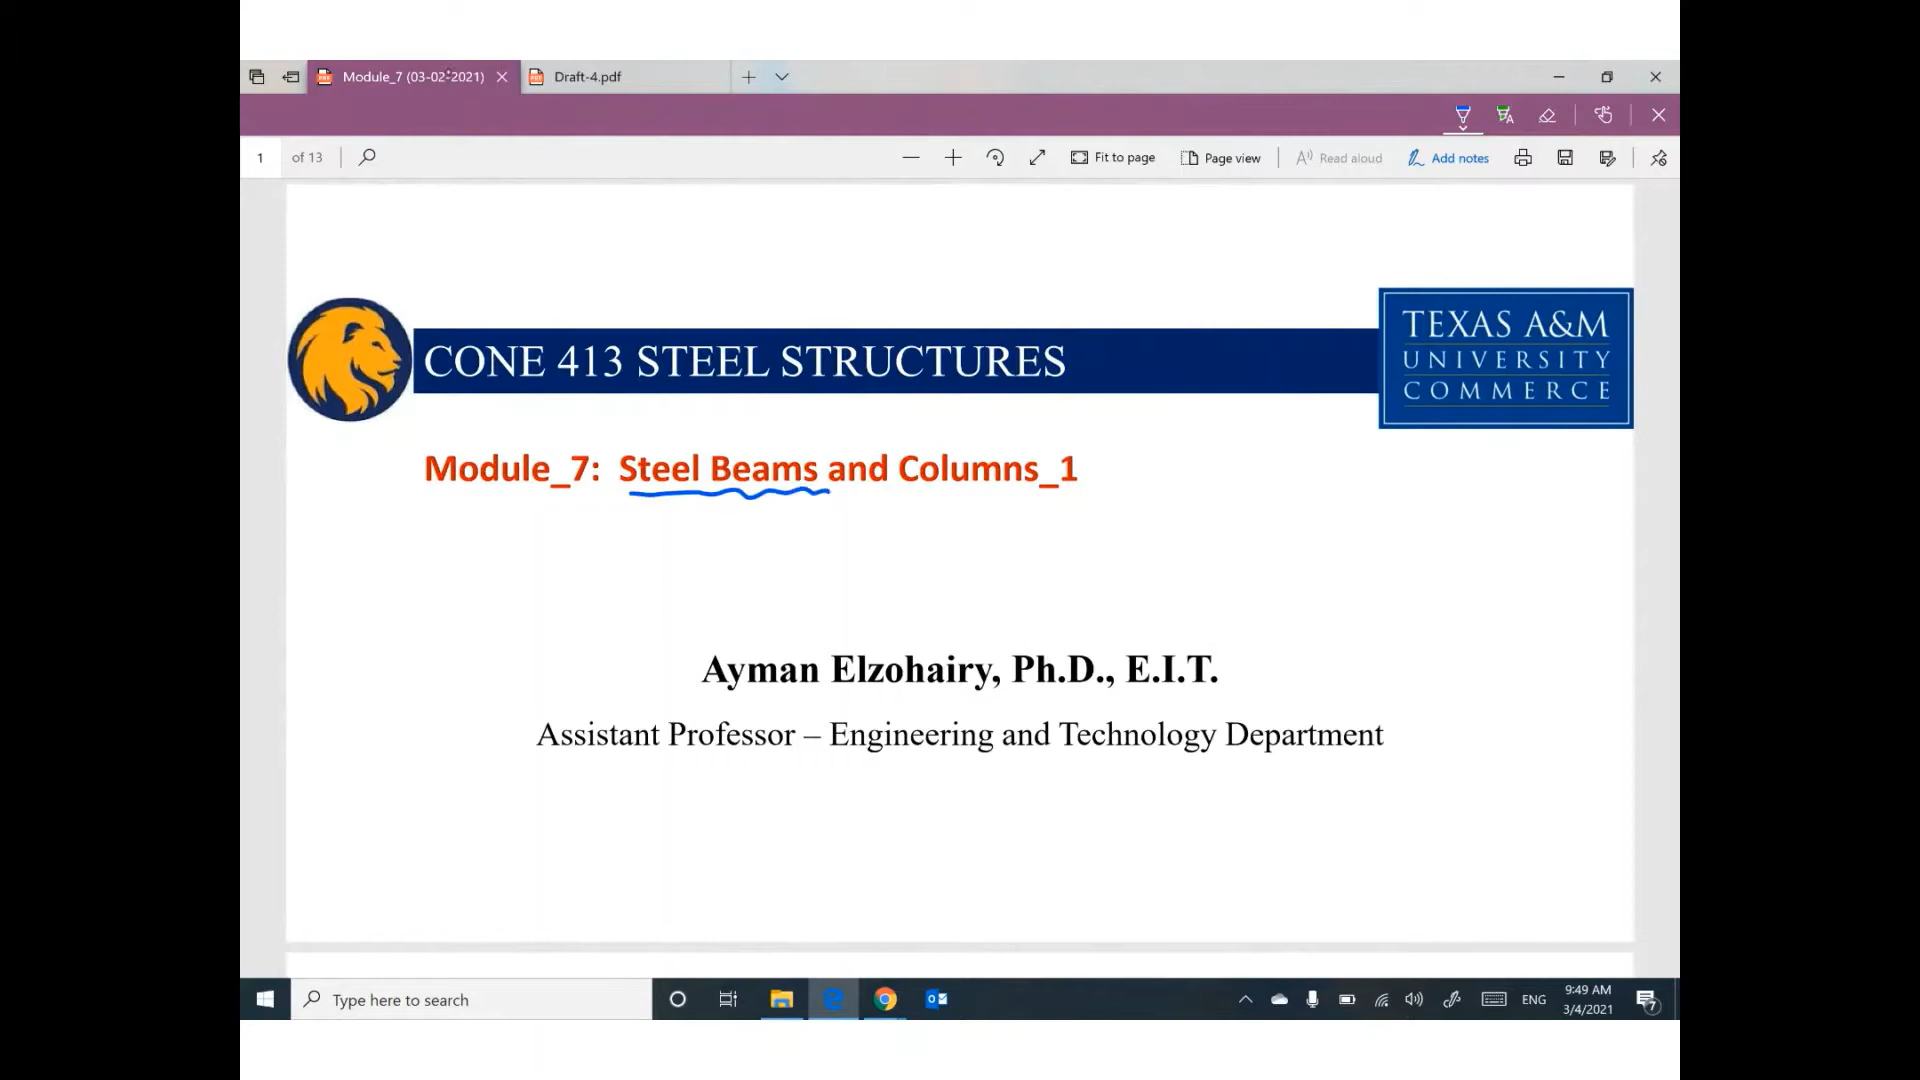 Module_7 (03-02-2021)
Draft-4.pdf
1 of 13
Fit to page
Page view
Read aloud
Add notes
CONE 413 STEEL STRUCTURES
TEXAS A&M
UNIVERSITY
COMMERCE
Module_7: Steel Beams and Columns_1
Ayman Elzohairy, Ph.D., E.I.T.
Assistant Professor – Engineering and Technology Department
Type here to search
ENG
9:49 AM
3/4/2021
7